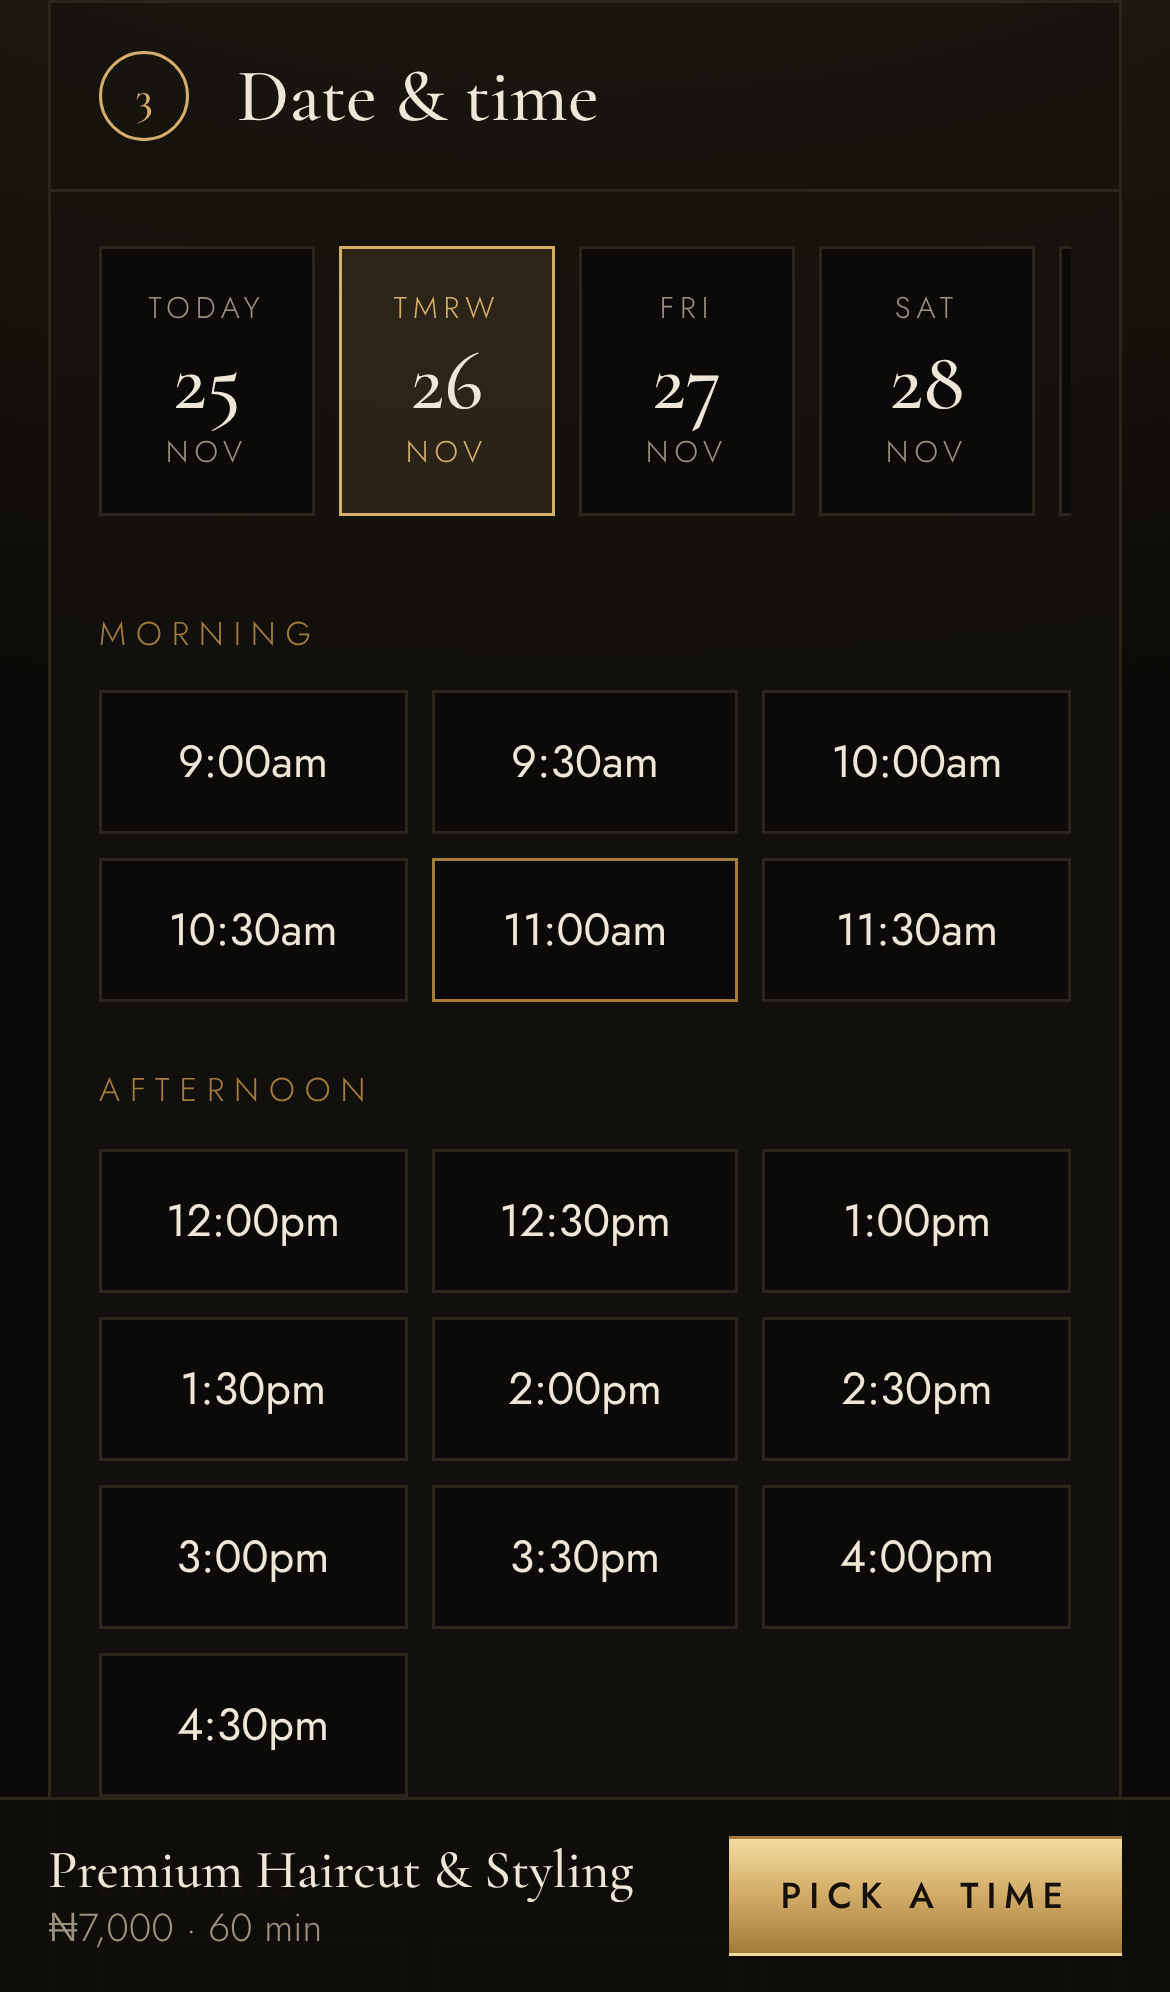 3 Date & time
TODAY TMRW FRI SAT
25 26 27 28
NOV NOV NOV NOV
MORNING
9:00am 9:30am 10:00am
10:30am 11:00am 11:30am
AFTERNOON
12:00pm 12:30pm 1:00pm
1:30pm 2:00pm 2:30pm
3:00pm 3:30pm 4:00pm
4:30pm
Premium Haircut & Styling
₦7,000 · 60 min
PICK A TIME